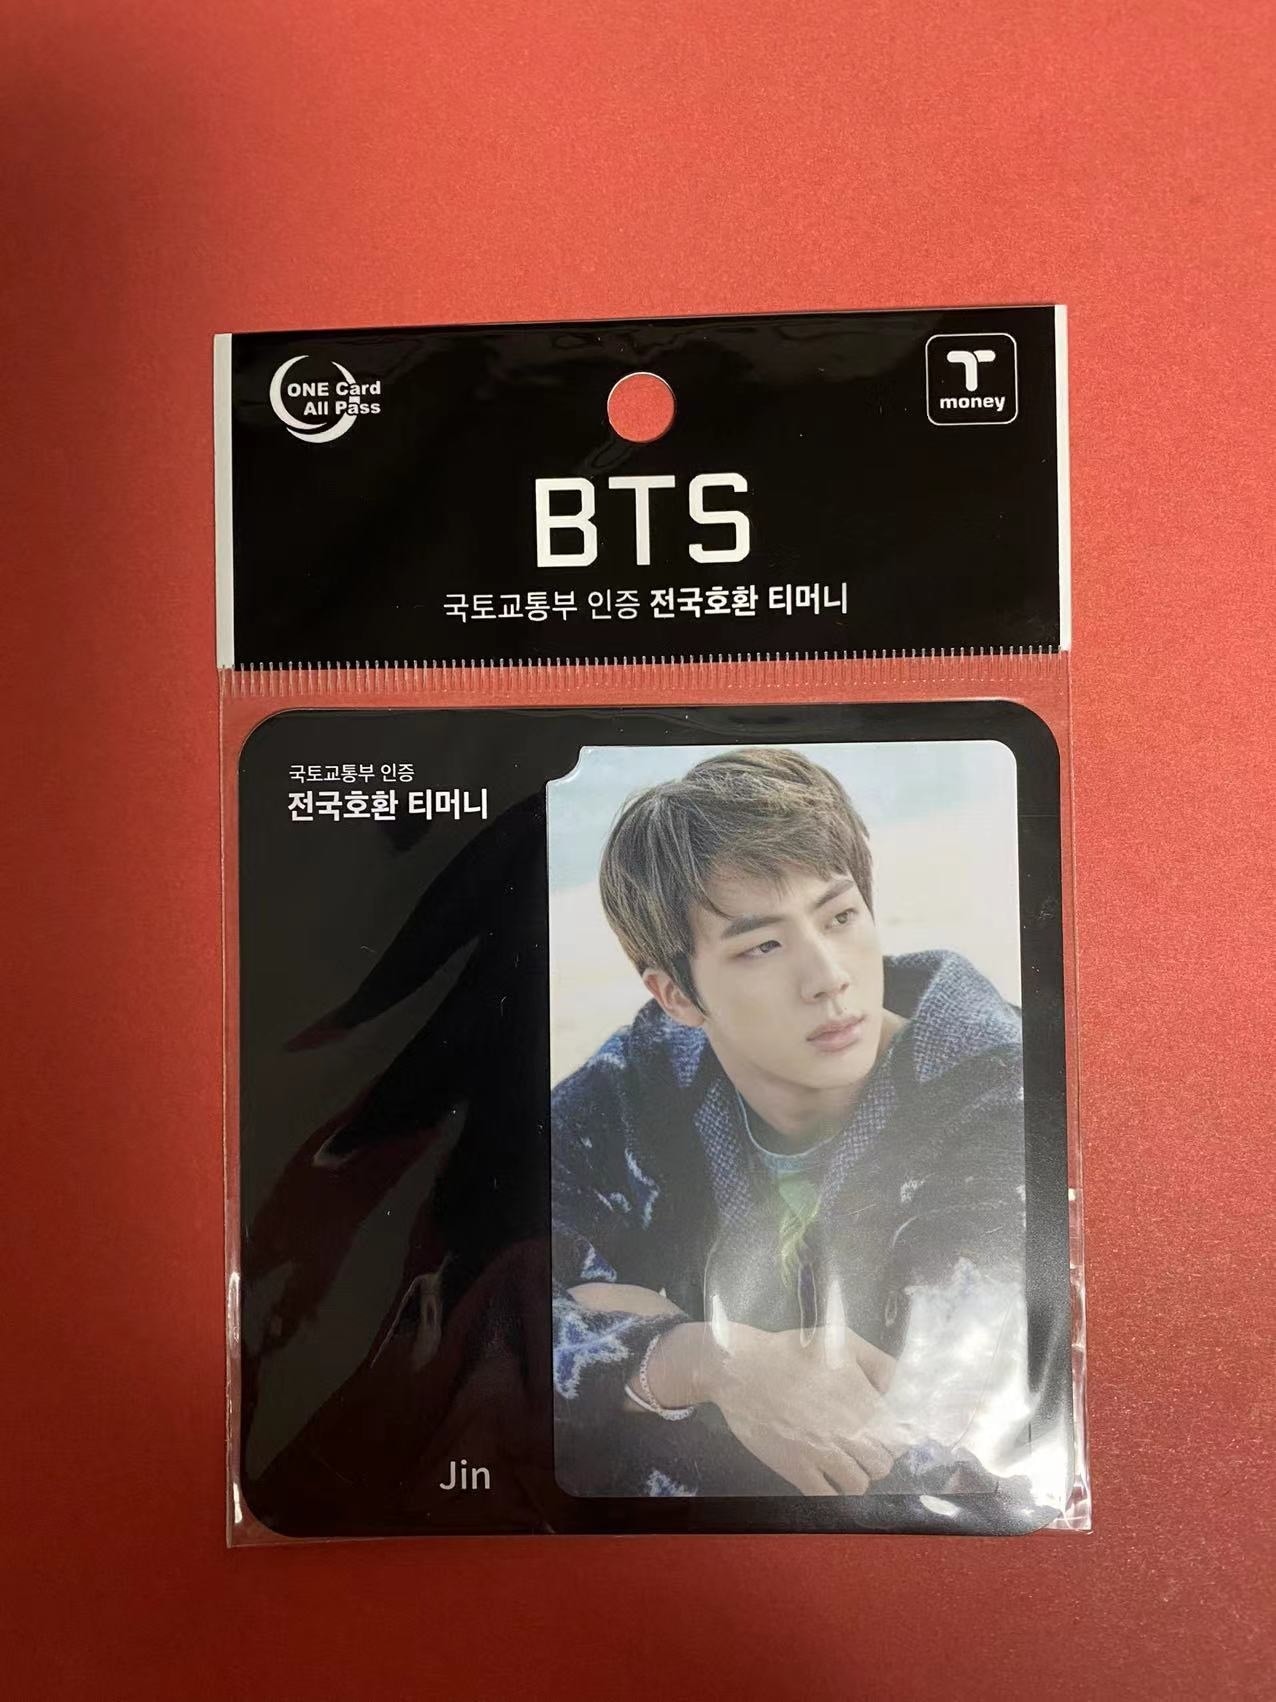 ONE Card
All Pass
T
money
BTS
국토교통부 인증 전국호환 티머니
국토교통부 인증
전국호환 티머니
Jin